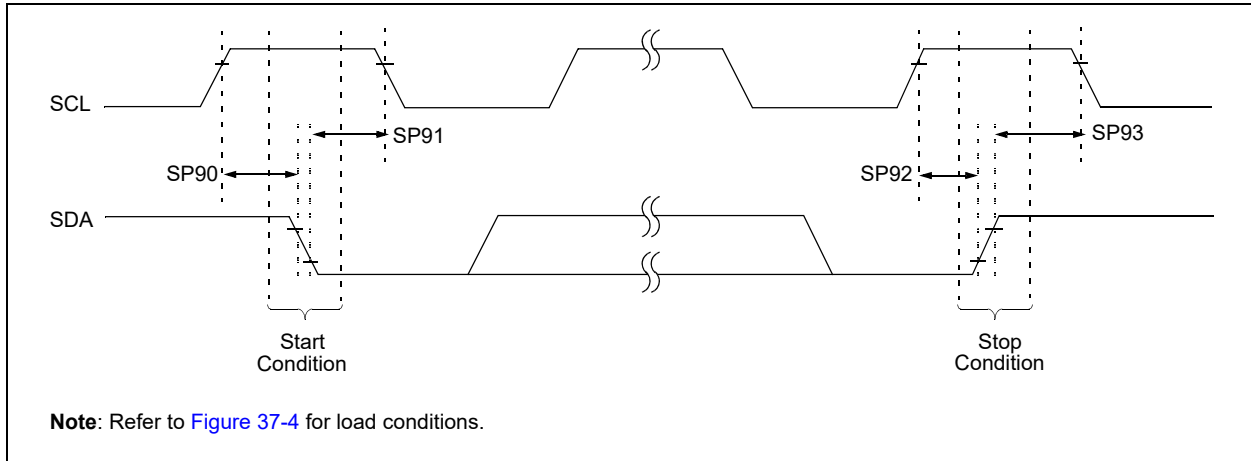 SCL
SP91
SP93
SP90
SP92
SDA
Start
Condition
Stop
Condition
Note: Refer to Figure 37-4 for load conditions.